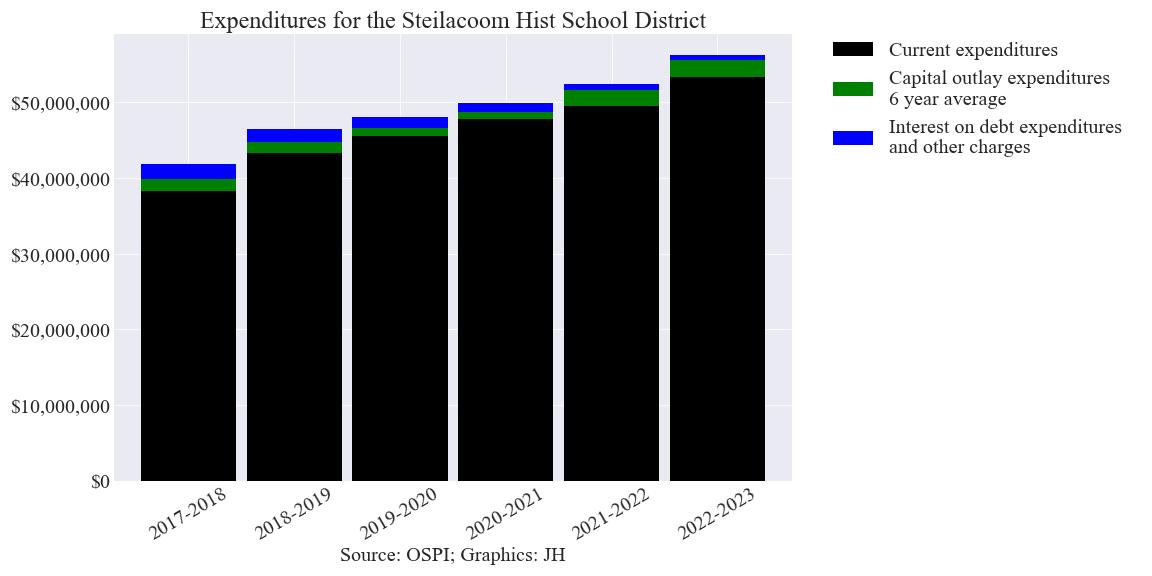 Expenditures for the Steilacoom Hist School District
Current expenditures
Capital outlay expenditures
6 year average
Interest on debt expenditures
and other charges
$50,000,000
$40,000,000
$30,000,000
$20,000,000
$10,000,000
$0
2017-2018
2018-2019
2019-2020
2020-2021
2021-2022
2022-2023
Source: OSPI; Graphics: JH